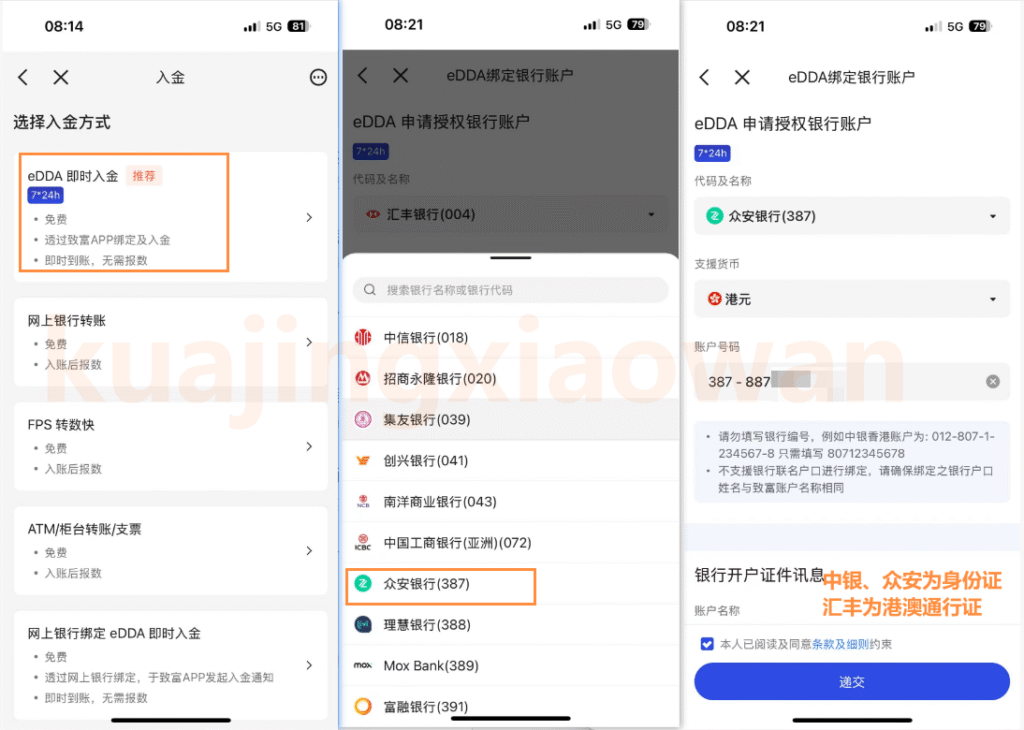 08:14
5G 81
入金
选择入金方式
eDDA 即时入金 推荐
7*24h
• 免费
• 透过致富APP绑定及入金
• 即时到账，无需报数
网上银行转账
• 免费
• 入账后报数
FPS 转数快
• 免费
• 入账后报数
ATM/柜台转账/支票
• 免费
• 入账后报数
网上银行绑定 eDDA 即时入金
• 免费
• 透过网上银行绑定，于致富APP发起入金通知
• 即时到账，无需报数
08:21
5G 79
eDDA绑定银行账户
eDDA 申请授权银行账户
7*24h
代码及名称
汇丰银行(004)
搜索银行名称或银行代码
中信银行(018)
招商永隆银行(020)
集友银行(039)
创兴银行(041)
NCB 南洋商业银行(043)
ICBC 中国工商银行(亚洲)(072)
众安银行(387)
理慧银行(388)
mox Mox Bank(389)
富融银行(391)
08:21
5G 79
eDDA绑定银行账户
eDDA 申请授权银行账户
7*24h
代码及名称
众安银行(387)
支援货币
港元
账户号码
387 - 887
• 请勿填写银行编号，例如中银香港账户为: 012-807-1-
234567-8 只需填写 80712345678
• 不支援银行联名户口进行绑定，请确保绑定之银行户口
姓名与致富账户名称相同
银行开户证件讯息
中银、众安为身份证
汇丰为港澳通行证
账户名称
本人已阅读及同意条款及细则约束
递交
kuajingxiaowan